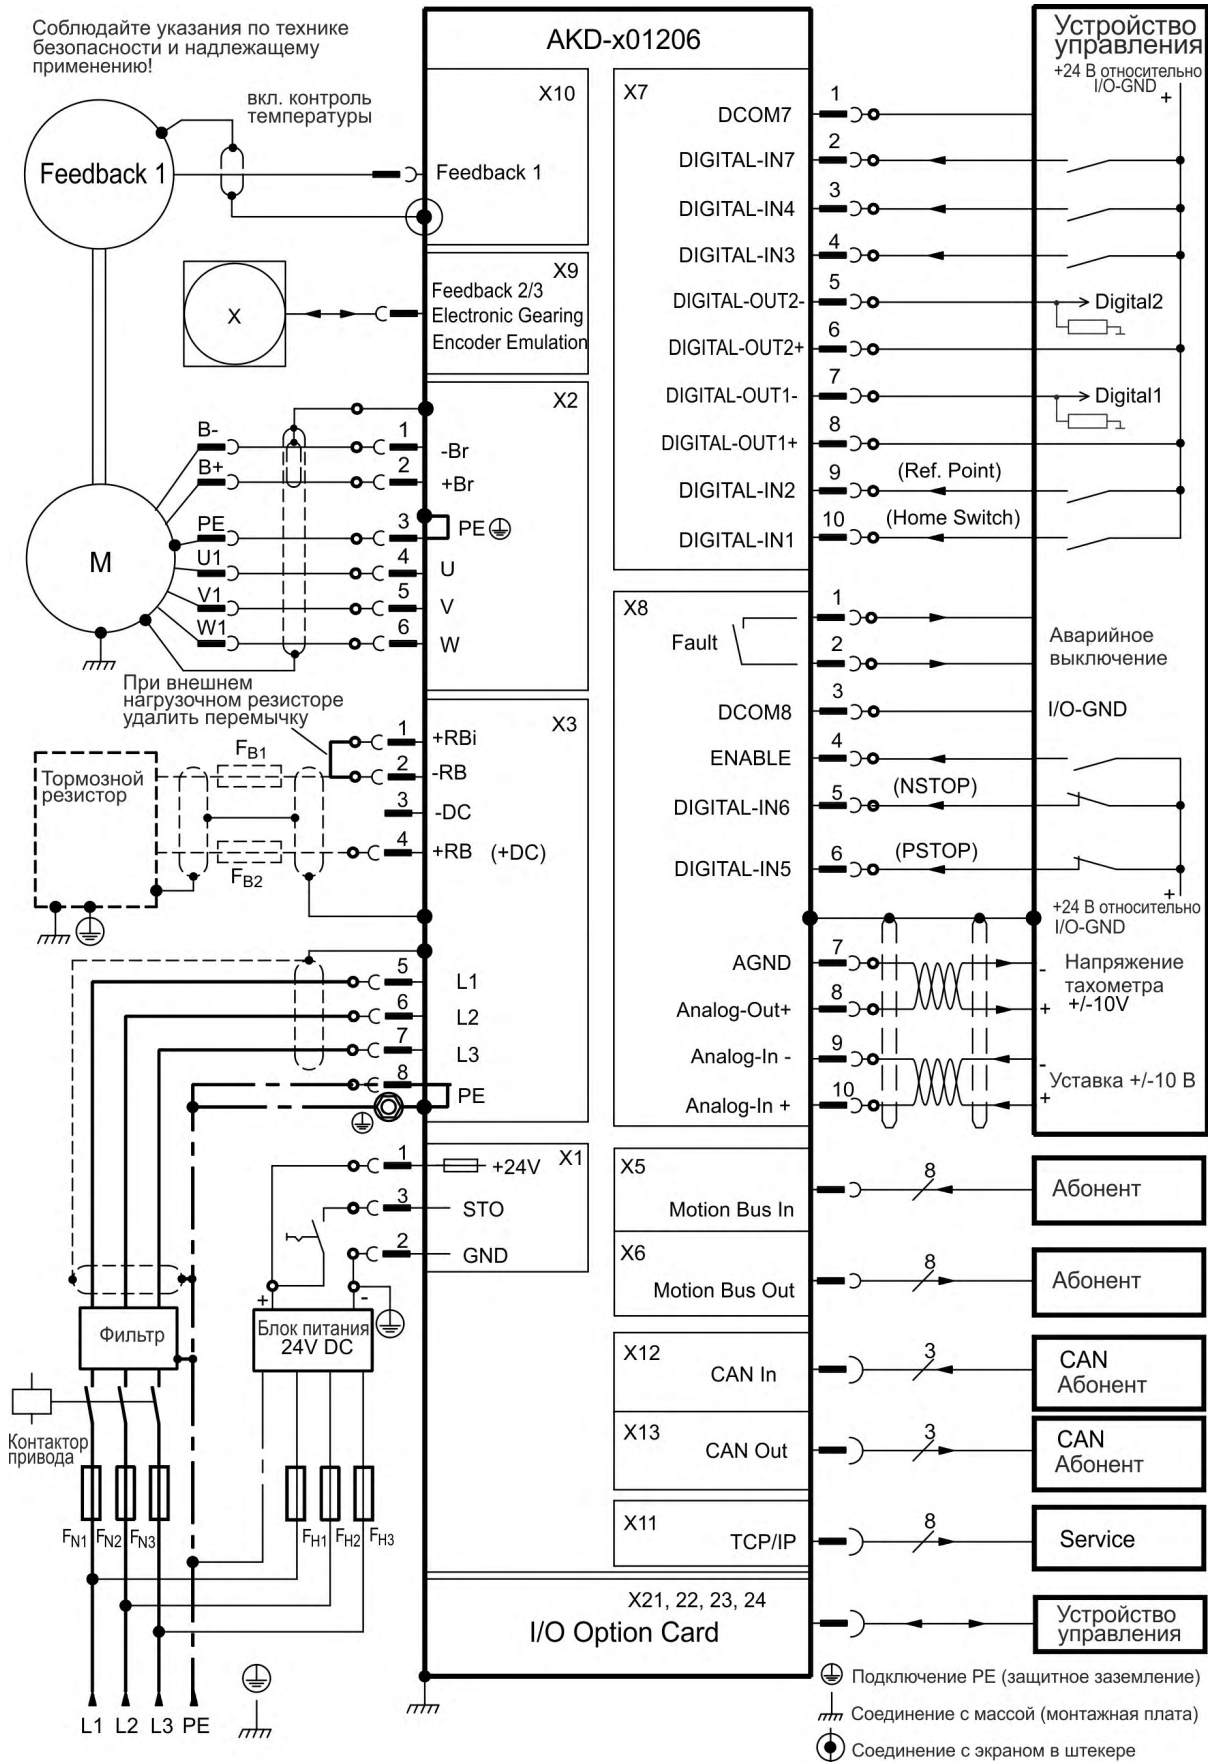 Соблюдайте указания по технике
безопасности и надлежащему
применению!
AKD-x01206
Устройство
управления
+24 В относительно
I/O-GND
+
вкл. контроль
температуры
Feedback 1
X10
Feedback 1
X9
Feedback 2/3
Electronic Gearing
Encoder Emulation
X
X2
B-
1
-Br
B+
2
+Br
PE
3
PE
M
U1
4
U
V1
5
V
W1
6
W
При внешнем
нагрузочном резисторе
удалить перемычку
X3
1
+RBi
FB1
2
-RB
Тормозной
резистор
3
-DC
4
+RB (+DC)
FB2
5
L1
6
L2
7
L3
8
PE
X1
1
+24V
3
STO
2
GND
+
-
Фильтр
Блок питания
24V DC
Контактор
привода
FN1 FN2 FN3
FH1 FH2 FH3
L1 L2 L3 PE
X7
DCOM7
1
DIGITAL-IN7
2
DIGITAL-IN4
3
DIGITAL-IN3
4
DIGITAL-OUT2-
5
Digital2
DIGITAL-OUT2+
6
DIGITAL-OUT1-
7
Digital1
DIGITAL-OUT1+
8
DIGITAL-IN2
9
(Ref. Point)
DIGITAL-IN1
10
(Home Switch)
X8
Fault
1
2
Аварийное
выключение
DCOM8
3
I/O-GND
ENABLE
4
DIGITAL-IN6
5
(NSTOP)
DIGITAL-IN5
6
(PSTOP)
+
+24 В относительно
I/O-GND
AGND
7
-
Напряжение
тахометра
+/-10V
Analog-Out+
8
+
Analog-In -
9
-
Уставка +/-10 В
Analog-In +
10
+
X5
Motion Bus In
8
Абонент
X6
Motion Bus Out
8
Абонент
X12
CAN In
3
CAN
Абонент
X13
CAN Out
3
CAN
Абонент
X11
TCP/IP
8
Service
X21, 22, 23, 24
I/O Option Card
Устройство
управления
Подключение PE (защитное заземление)
Соединение с массой (монтажная плата)
Соединение с экраном в штекере